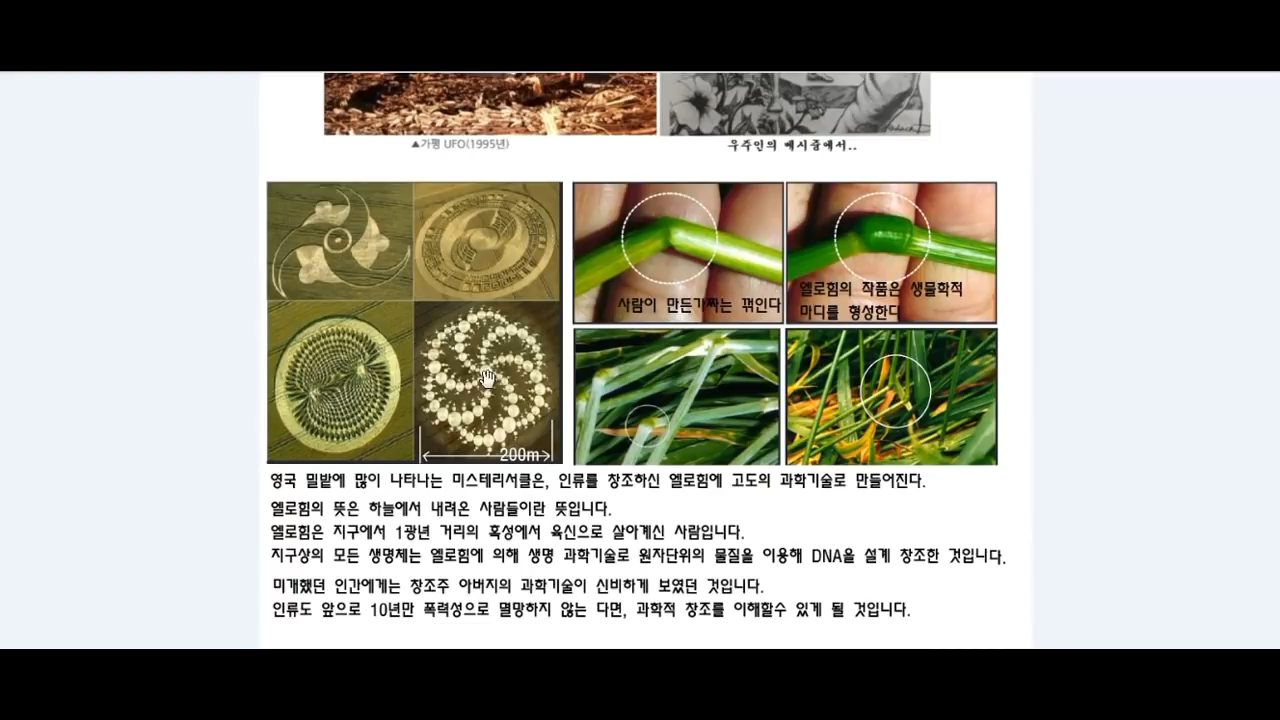 ▲가평 UFO(1995년)
우주인의 메시중에서..
사람이 만든가짜는 꺾인다
엘로힘의 작품은 생물학적
마디를 형성한다
200m
영국 밀밭에 많이 나타나는 미스테리서클은, 인류를 창조하신 엘로힘에 고도의 과학기술로 만들어진다.
엘로힘의 뜻은 하늘에서 내려온 사람들이란 뜻입니다.
엘로힘은 지구에서 1광년 거리의 혹성에서 육신으로 살아계신 사람입니다.
지구상의 모든 생명체는 엘로힘에 의해 생명 과학기술로 원자단위의 물질을 이용해 DNA을 설계 창조한 것입니다.
미개했던 인간에게는 창조주 아버지의 과학기술이 신비하게 보였던 것입니다.
인류도 앞으로 10년만 폭력성으로 멸망하지 않는 다면, 과학적 창조를 이해할수 있게 될 것입니다.